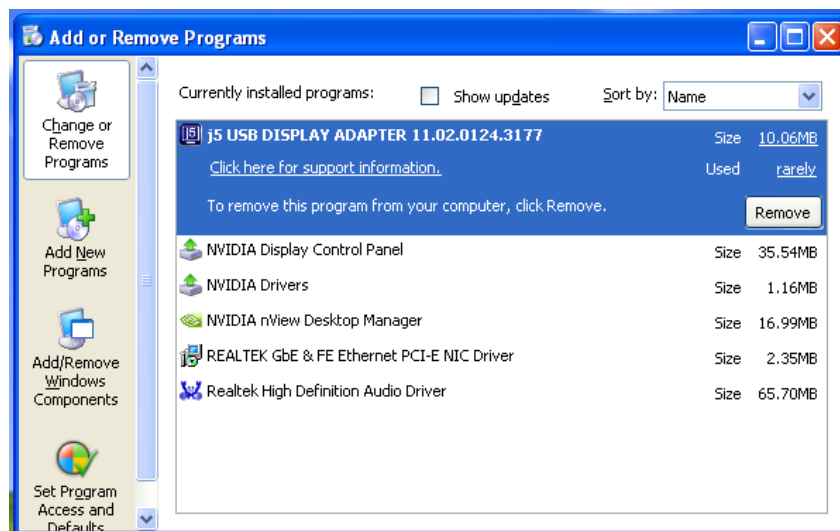 Add or Remove Programs
Change or
Remove
Programs
Add New
Programs
Add/Remove
Windows
Components
Set Program
Access and
Defaults
Currently installed programs: Show updates Sort by: Name
j5 USB DISPLAY ADAPTER 11.02.0124.3177 Size 10.06MB
Click here for support information. Used rarely
To remove this program from your computer, click Remove. Remove
NVIDIA Display Control Panel Size 35.54MB
NVIDIA Drivers Size 1.16MB
NVIDIA nView Desktop Manager Size 16.99MB
REALTEK GbE & FE Ethernet PCI-E NIC Driver Size 2.35MB
Realtek High Definition Audio Driver Size 65.70MB